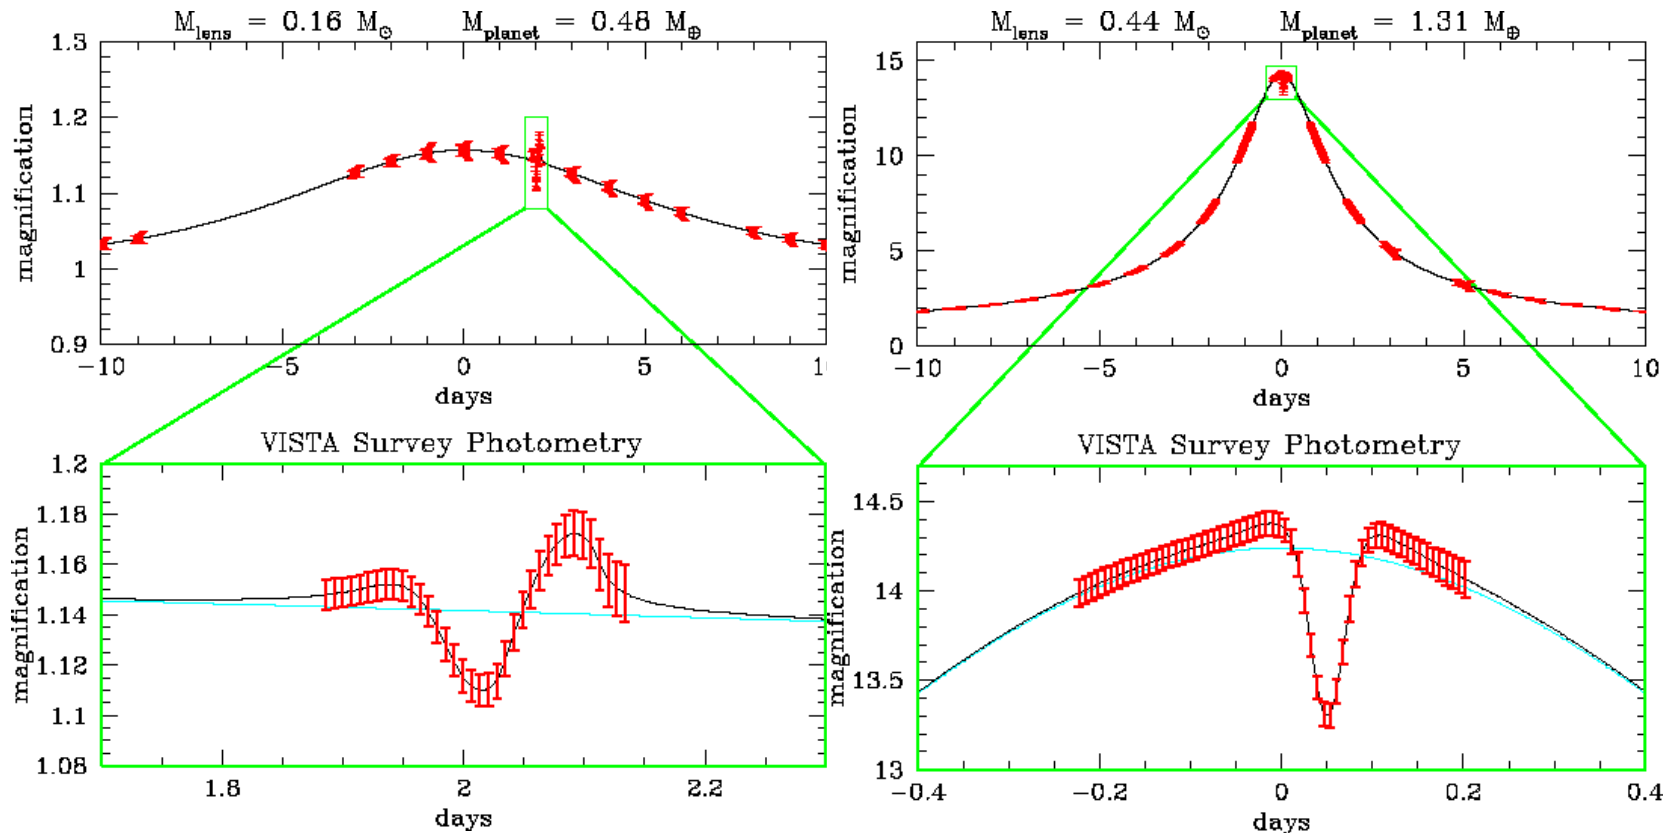 M_lens = 0.16 M_⊙ M_planet = 0.48 M_⊕
1.3
1.2
1.1
1
0.9
magnification
−10 −5 0 5 1
days
M_lens = 0.44 M_⊙ M_planet = 1.31 M_⊕
15
10
5
0
magnification
−10 −5 0 5 10
days
VISTA Survey Photometry
1.2
1.18
1.16
1.14
1.12
1.1
1.08
magnification
1.8 2 2.2
days
VISTA Survey Photometry
14.5
14
13.5
13
magnification
−0.4 −0.2 0 0.2 0.4
days